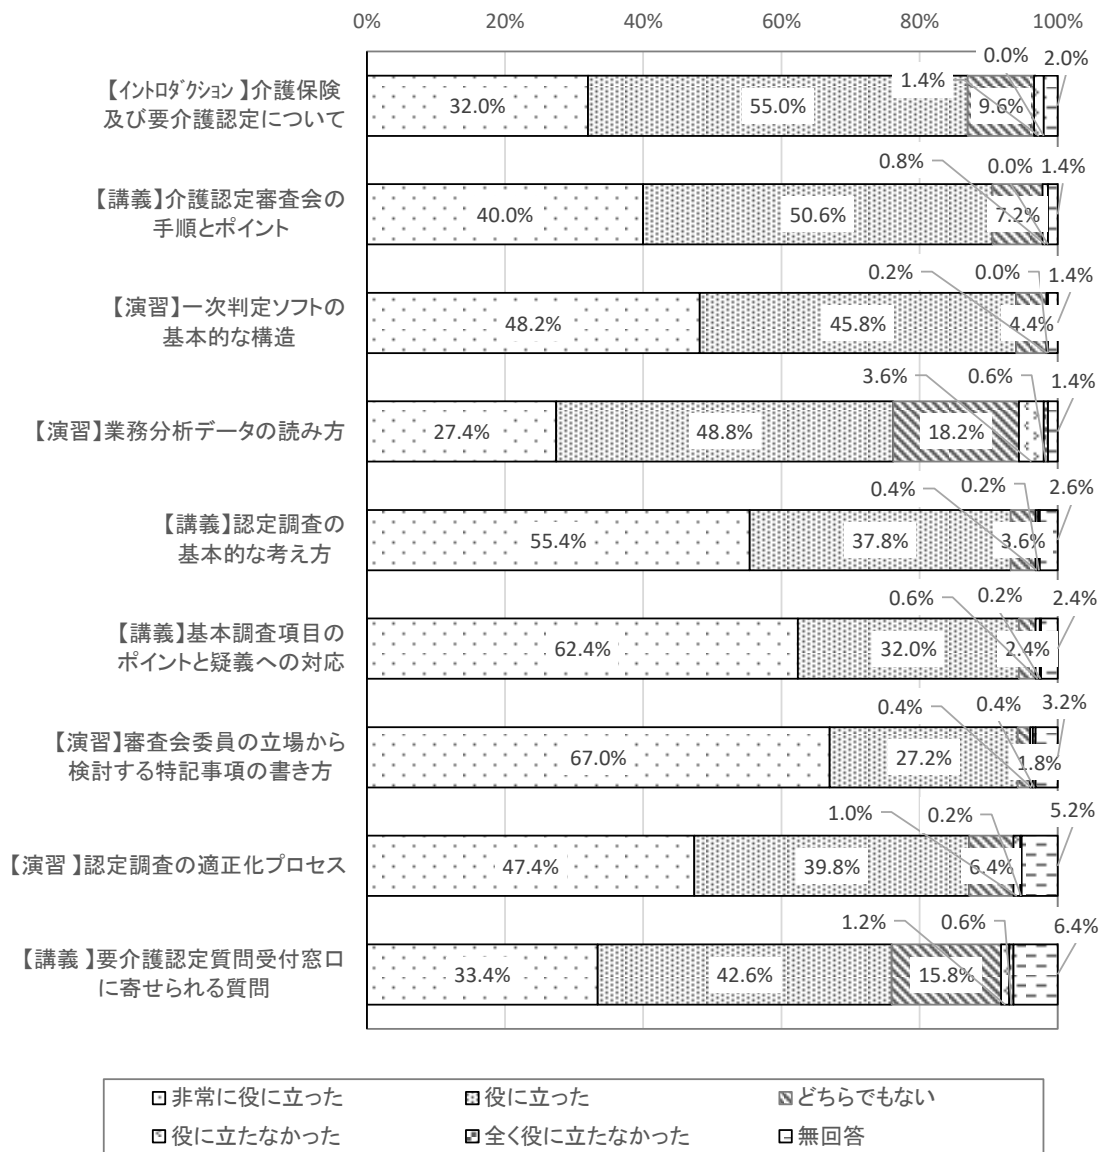 0% 20% 40% 60% 80% 100%
0.0% 2.0%
1.4%
【イントロダクション】介護保険
及び要介護認定について
32.0% 55.0% 9.6%
0.8% 0.0% 1.4%
【講義】介護認定審査会の
手順とポイント
40.0% 50.6% 7.2%
0.2% 0.0% 1.4%
【演習】一次判定ソフトの
基本的な構造
48.2% 45.8% 4.4%
3.6% 0.6% 1.4%
【演習】業務分析データの読み方
27.4% 48.8% 18.2%
0.4% 0.2% 2.6%
【講義】認定調査の
基本的な考え方
55.4% 37.8% 3.6%
0.6% 0.2% 2.4%
【講義】基本調査項目の
ポイントと疑義への対応
62.4% 32.0% 2.4%
0.4% 0.4% 3.2%
【演習】審査会委員の立場から
検討する特記事項の書き方
67.0% 27.2% 1.8%
1.0% 0.2% 5.2%
【演習】認定調査の適正化プロセス
47.4% 39.8% 6.4%
1.2% 0.6% 6.4%
【講義】要介護認定質問受付窓口
に寄せられる質問
33.4% 42.6% 15.8%
非常に役に立った 役に立った どちらでもない
役に立たなかった 全く役に立たなかった 無回答